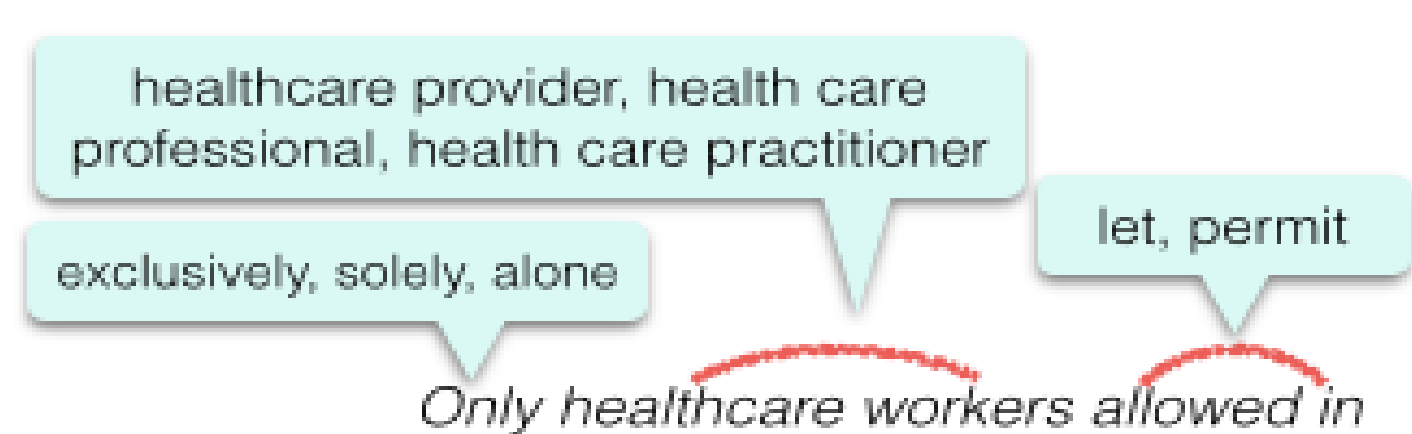 healthcare provider, health care
professional, health care practitioner
let, permit
exclusively, solely, alone
Only healthcare workers allowed in